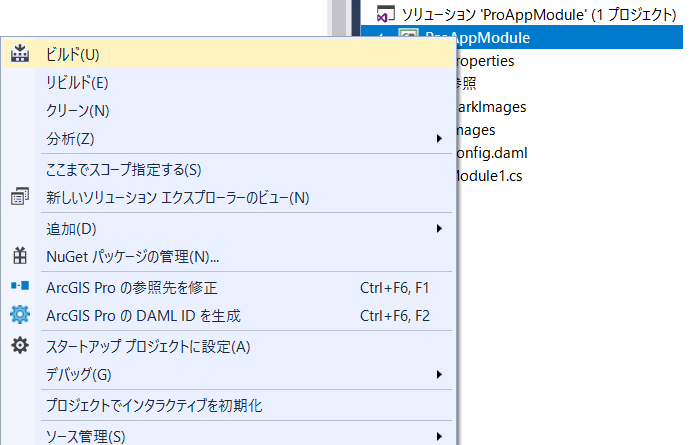 ソリューション 'ProAppModule' (1 プロジェクト)
ProAppModule
roperties
照
arkImages
mages
onfig.daml
odule1.cs
ビルド(U)
リビルド(E)
クリーン(N)
分析(Z)
ここまでスコープ指定する(S)
新しいソリューション エクスプローラーのビュー(N)
追加(D)
NuGet パッケージの管理(N)...
ArcGIS Pro の参照先を修正 Ctrl+F6, F1
ArcGIS Pro の DAML ID を生成 Ctrl+F6, F2
スタートアップ プロジェクトに設定(A)
デバッグ(G)
プロジェクトでインタラクティブを初期化
ソース管理(S)